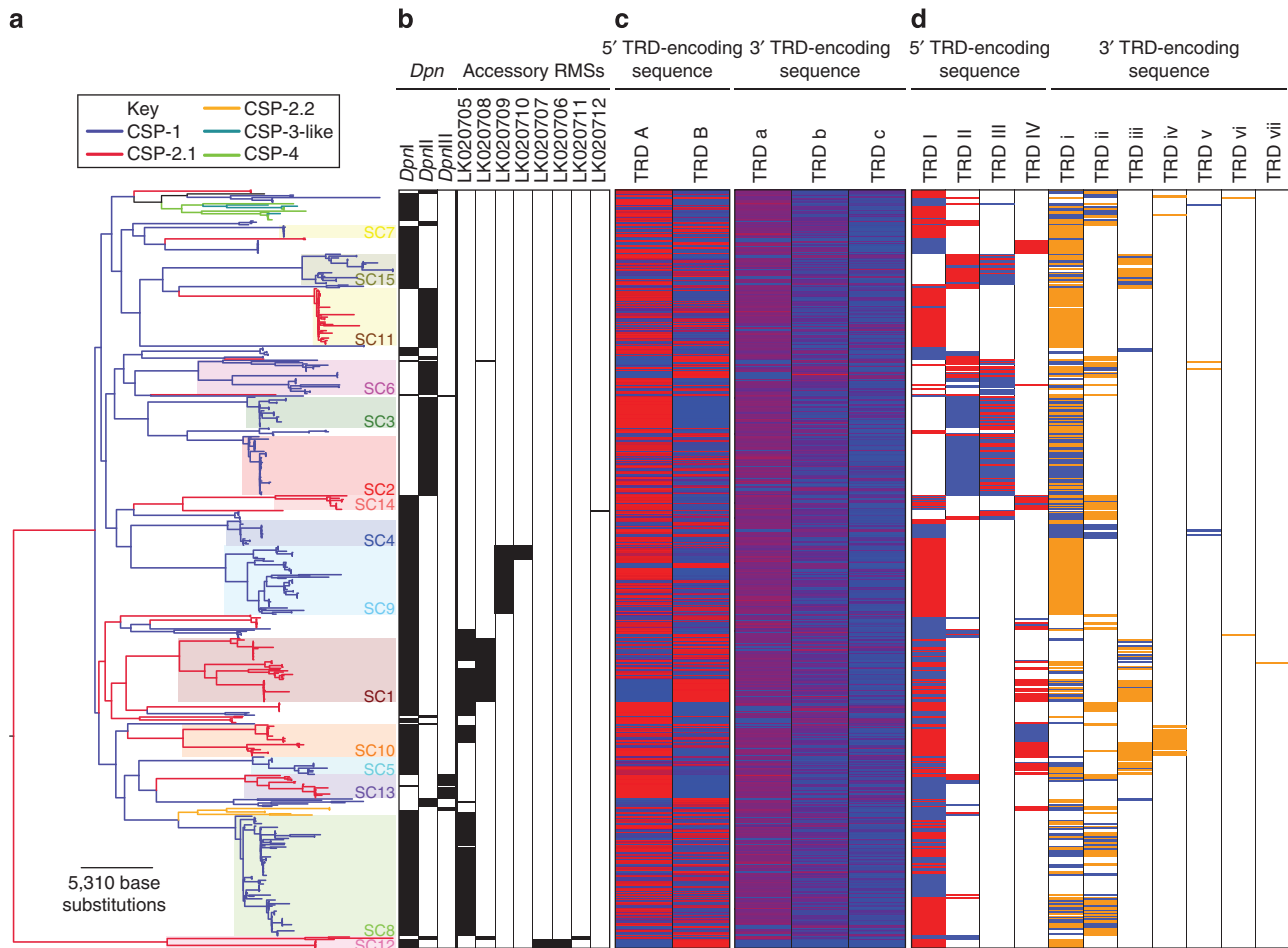 a
b
c
d
5′ TRD-encoding sequence
3′ TRD-encoding sequence
5′ TRD-encoding sequence
3′ TRD-encoding sequence
Dpn
Accessory RMSs
Key
CSP-1
CSP-2.1
CSP-2.2
CSP-3-like
CSP-4
DpnI
DpnII
DpnIII
LK020705
LK020708
LK020709
LK020710
LK020707
LK020706
LK020711
LK020712
TRD A
TRD B
TRD a
TRD b
TRD c
TRD I
TRD II
TRD III
TRD IV
TRD i
TRD ii
TRD iii
TRD iv
TRD v
TRD vi
TRD vii
SC7
SC15
SC11
SC6
SC3
SC2
SC14
SC4
SC9
SC1
SC10
SC5
SC13
SC8
SC12
5,310 base
substitutions